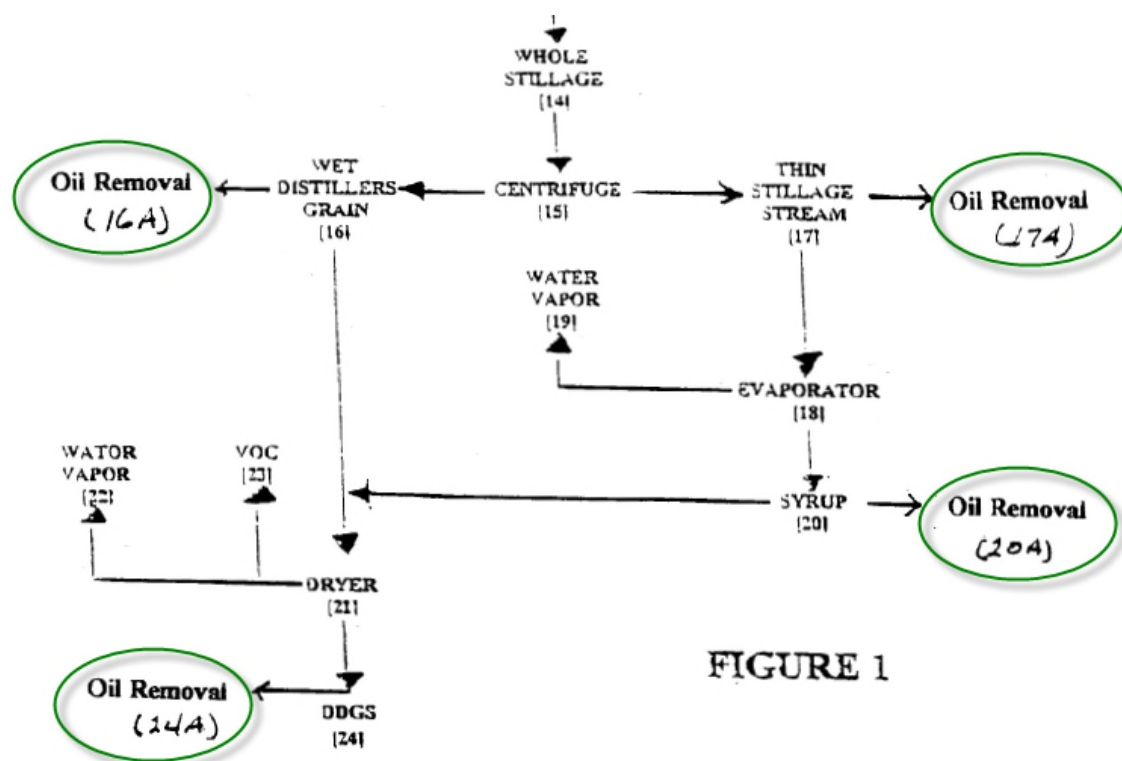 WHOLE
STILLAGE
[14]
Oil Removal
(16A)
WET
DISTILLERS
GRAIN
[16]
CENTRIFUGE
[15]
THIN
STILLAGE
STREAM
[17]
Oil Removal
(17A)
WATER
VAPOR
[19]
EVAPORATOR
[18]
WATOR
VAPOR
[22]
VOC
[23]
SYRUP
[20]
Oil Removal
(20A)
DRYER
[21]
FIGURE 1
Oil Removal
(24A)
DDGS
[24]